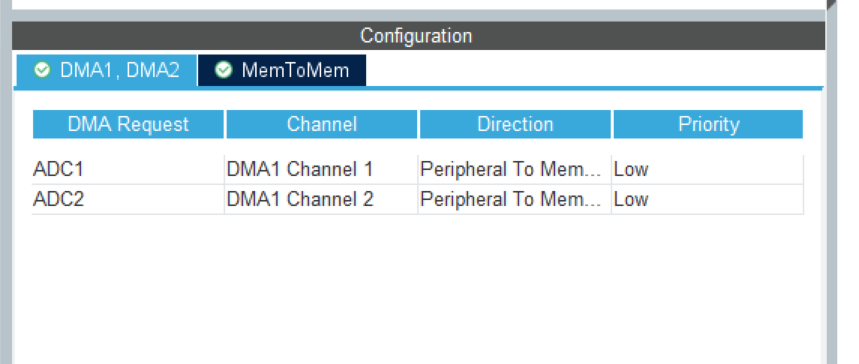 Configuration
DMA1, DMA2 MemToMem
DMA Request Channel Direction Priority
ADC1 DMA1 Channel 1 Peripheral To Mem... Low
ADC2 DMA1 Channel 2 Peripheral To Mem... Low